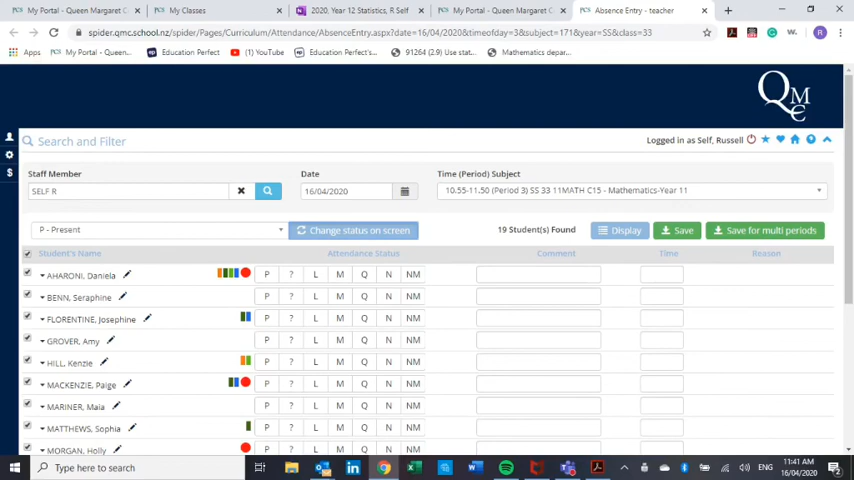 My Portal - Queen Margaret C
My Classes
2020, Year 12 Statistics, R Self
My Portal - Queen Margaret C
Absence Entry - teacher
spider.qmc.school.nz/spider/Pages/Curriculum/Attendance/AbsenceEntry.aspx?date=16/04/2020&timeofday=3&subject=171&year=SS&class=33
Apps My Portal - Queen... Education Perfect (1) YouTube Education Perfect's... 91264 (2.9) Use stat... Mathematics depar...
QMC
Search and Filter
Logged in as Self, Russell
Staff Member Date Time (Period) Subject
SELF R 16/04/2020 10.55-11.50 (Period 3) SS 33 11MATH C15 - Mathematics-Year 11
P - Present Change status on screen 19 Student(s) Found Display Save Save for multi periods
Student's Name Attendance Status Comment Time Reason
AHARONI, Daniela P ? L M Q N NM
BENN, Seraphine P ? L M Q N NM
FLORENTINE, Josephine P ? L M Q N NM
GROVER, Amy P ? L M Q N NM
HILL, Kenzie P ? L M Q N NM
MACKENZIE, Paige P ? L M Q N NM
MARINER, Maia P ? L M Q N NM
MATTHEWS, Sophia P ? L M Q N NM
MORGAN, Holly P ? L M Q N NM
Type here to search
ENG
11:41 AM
16/04/2020